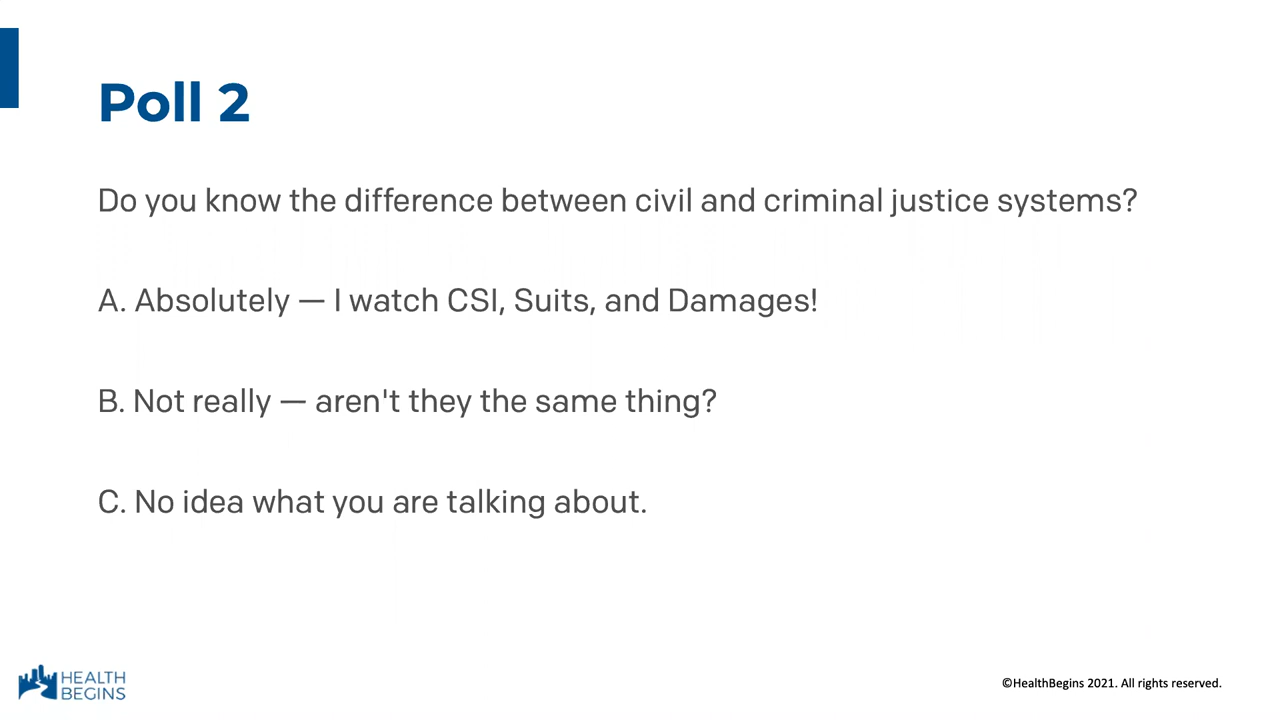 Poll 2
Do you know the difference between civil and criminal justice systems?
A. Absolutely — I watch CSI, Suits, and Damages!
B. Not really — aren't they the same thing?
C. No idea what you are talking about.
HEALTH
BEGINS
©HealthBegins 2021. All rights reserved.